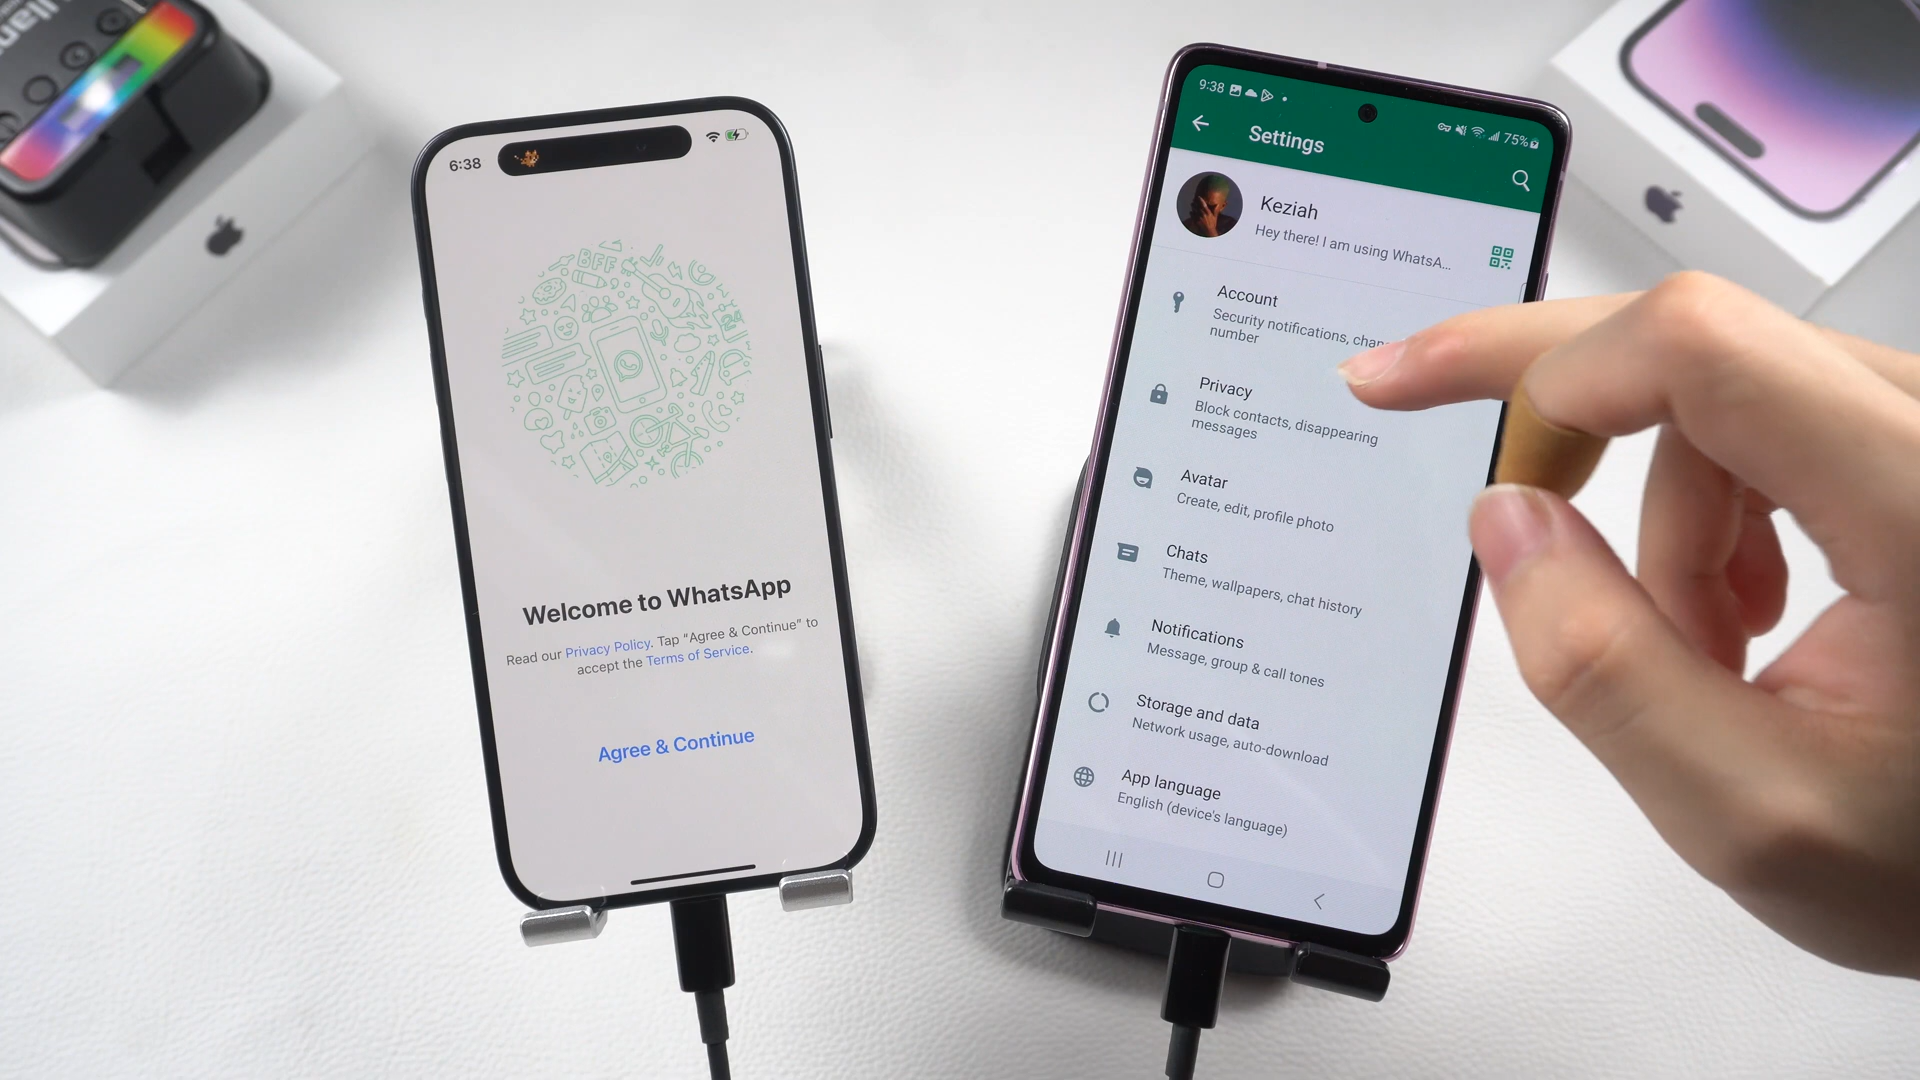 6:38
BFF
24
Welcome to WhatsApp
Read our Privacy Policy. Tap “Agree & Continue” to
accept the Terms of Service.
Agree & Continue
9:38
75%
Settings
Keziah
Hey there! I am using WhatsA...
Account
Security notifications, chan
number
Privacy
Block contacts, disappearing
messages
Avatar
Create, edit, profile photo
Chats
Theme, wallpapers, chat history
Notifications
Message, group & call tones
Storage and data
Network usage, auto-download
App language
English (device's language)